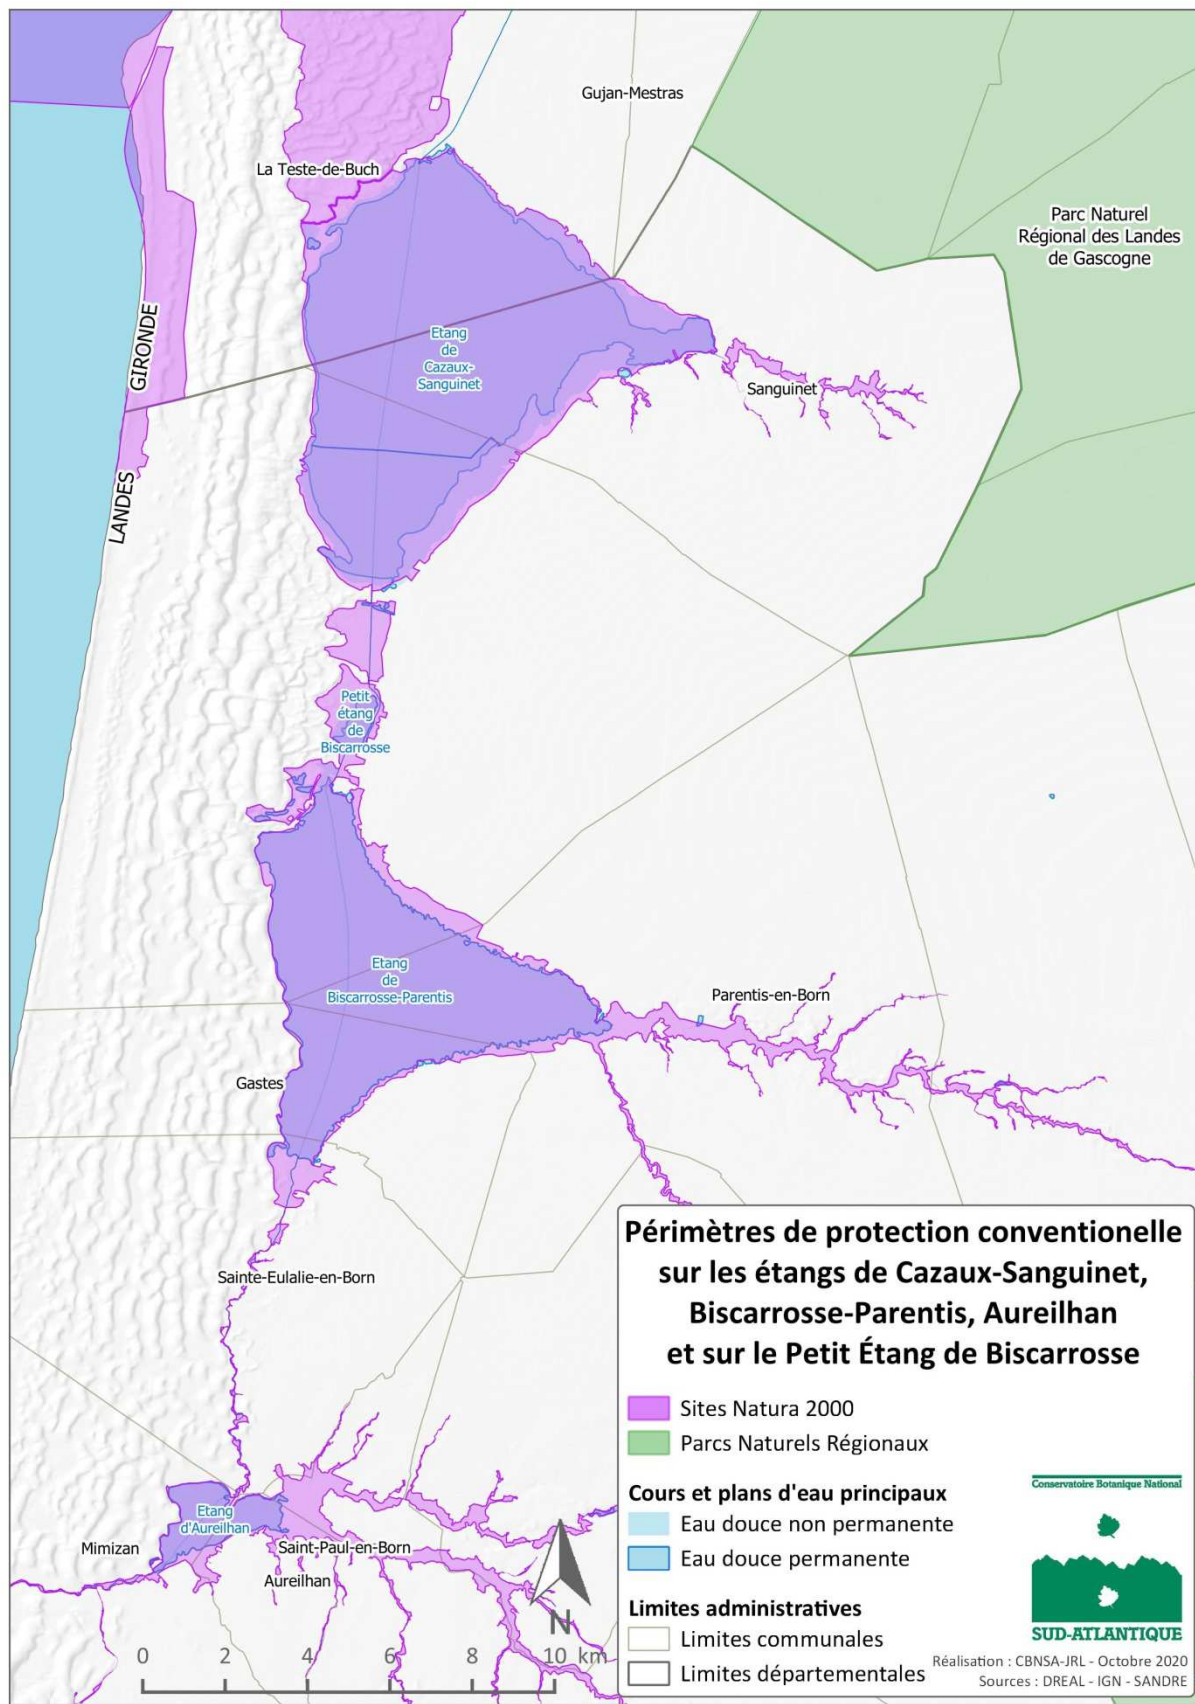 Gujan-Mestras
La Teste-de-Buch
Parc Naturel
Régional des Landes
de Gascogne
GIRONDE
LANDES
Etang
de
Cazaux-
Sanguinet
Sanguinet
Petit
étang
de
Biscarrosse
Etang
de
Biscarrosse-Parentis
Parentis-en-Born
Gastes
Sainte-Eulalie-en-Born
Etang
d'Aureilhan
Mimizan
Saint-Paul-en-Born
Aureilhan
N
0 2 4 6 8 10 km
Périmètres de protection conventionelle
sur les étangs de Cazaux-Sanguinet,
Biscarrosse-Parentis, Aureilhan
et sur le Petit Étang de Biscarrosse
Sites Natura 2000
Parcs Naturels Régionaux
Cours et plans d'eau principaux
Eau douce non permanente
Eau douce permanente
Limites administratives
Limites communales
Limites départementales
Conservatoire Botanique National
SUD-ATLANTIQUE
Réalisation : CBNSA-JRL - Octobre 2020
Sources : DREAL - IGN - SANDRE